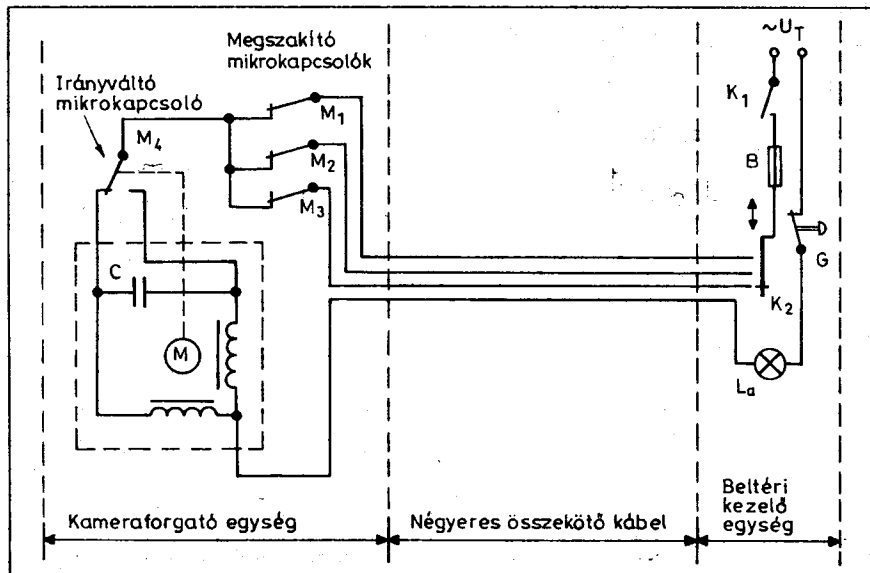 ~U_T
Megszakító
mikrokapcsolók
Irányváltó
mikrokapcsoló
K₁
M₁
M₄
M₂
B
M₃
G
C
K₂
M
La
Kameraforgató egység
Négyeres összekötő kábel
Beltéri
kezelő
egység